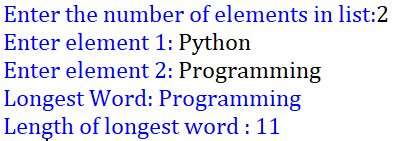 Enter the number of elements in list:2
Enter element 1: Python
Enter element 2: Programming
Longest Word: Programming
Length of longest word : 11